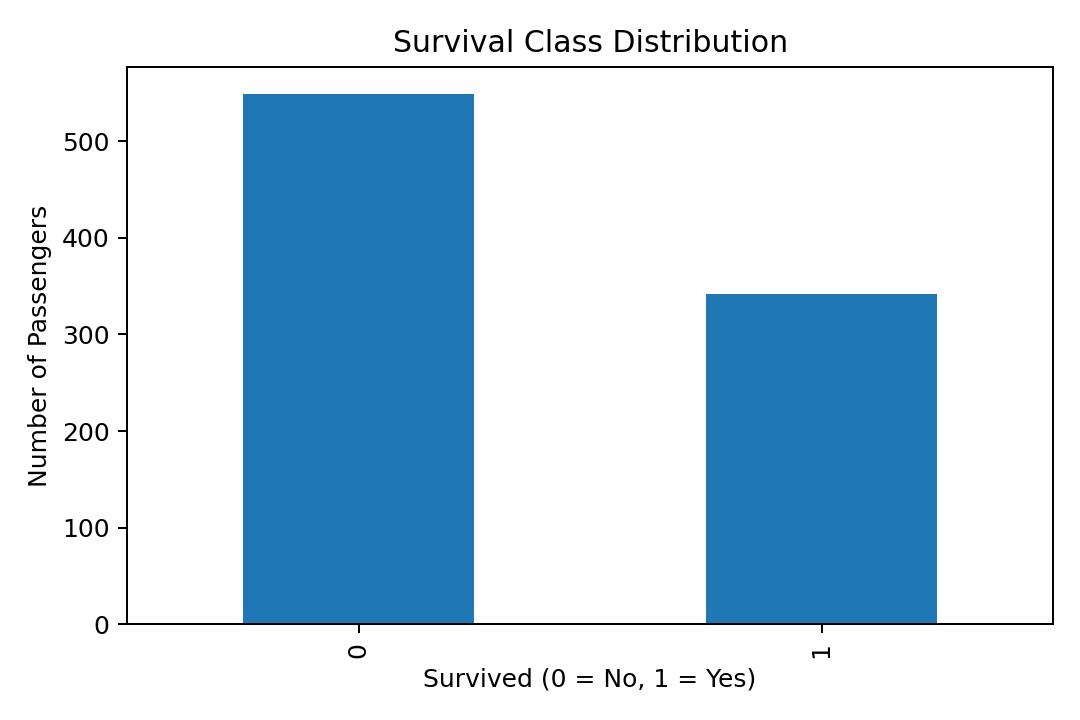 Survival Class Distribution
Number of Passengers
500
400
300
200
100
0
0
1
Survived (0 = No, 1 = Yes)